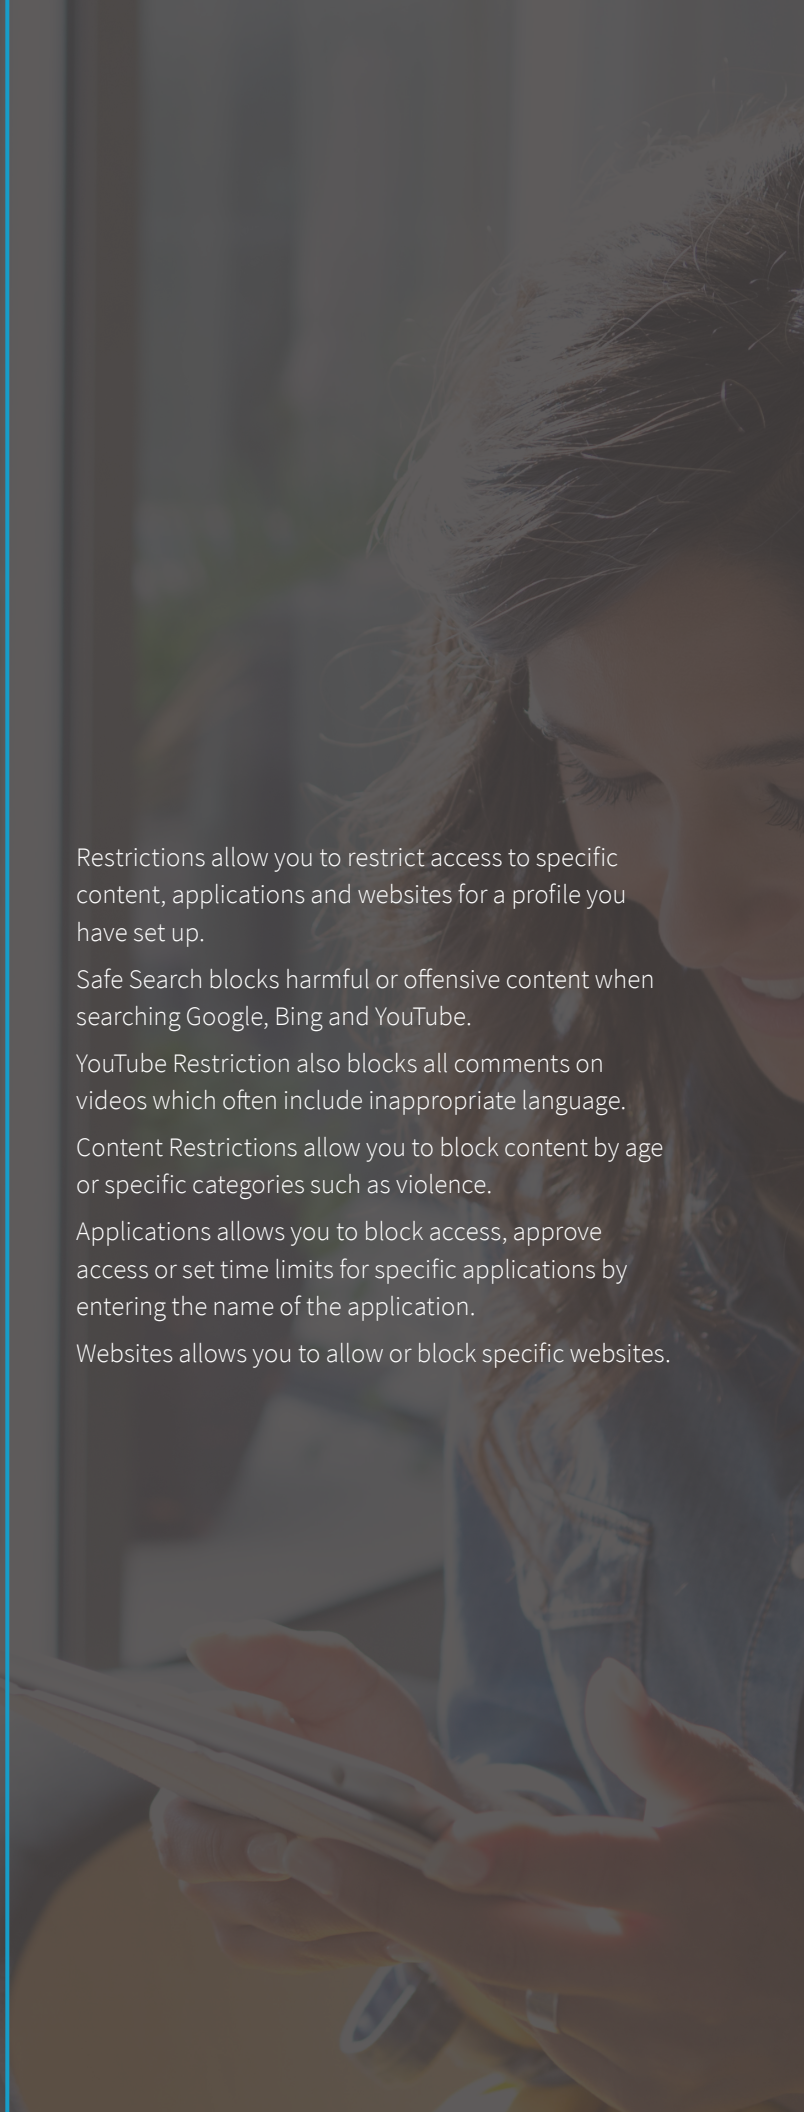 Restrictions allow you to restrict access to specific
content, applications and websites for a profile you
have set up.
Safe Search blocks harmful or offensive content when
searching Google, Bing and YouTube.
YouTube Restriction also blocks all comments on
videos which often include inappropriate language.
Content Restrictions allow you to block content by age
or specific categories such as violence.
Applications allows you to block access, approve
access or set time limits for specific applications by
entering the name of the application.
Websites allows you to allow or block specific websites.